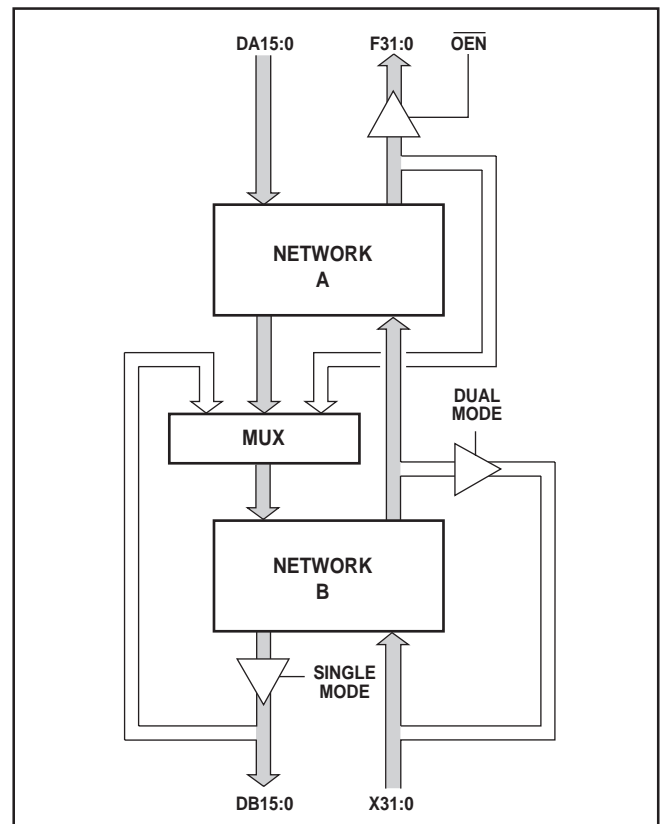 DA15:0
F31:0
OEN
NETWORK
A
DUAL
MODE
MUX
NETWORK
B
SINGLE
MODE
DB15:0
X31:0